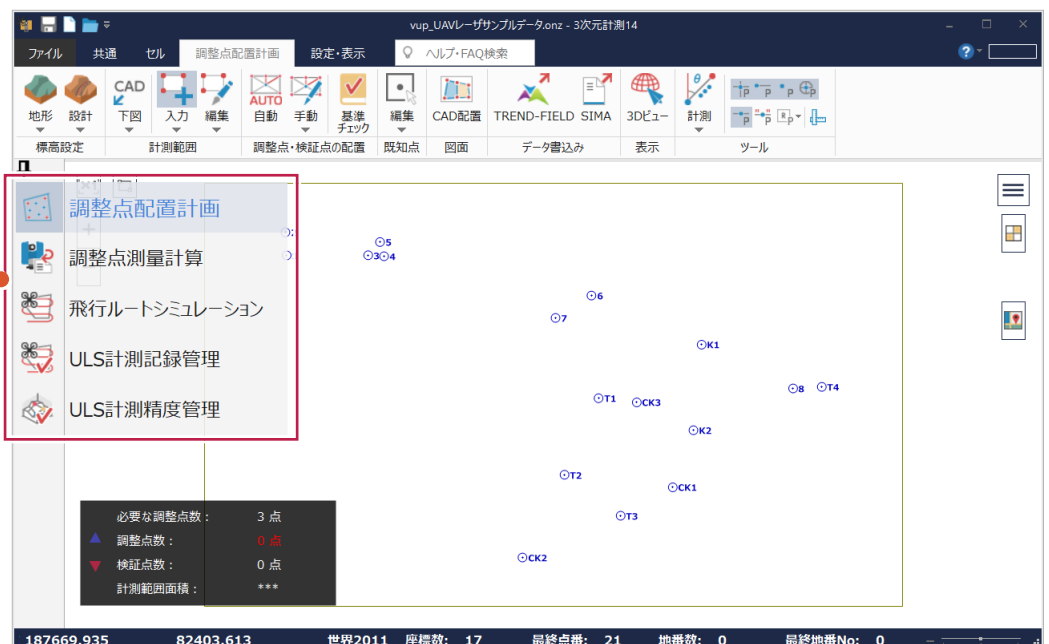 vup_UAVレーザサンプルデータ.onz - 3次元計測14
ファイル 共通 セル 調整点配置計画 設定・表示 ヘルプ・FAQ検索
CAD AUTO
地形 設計 下図 入力 編集 自動 手動 基準チェック 編集 CAD配置 TREND-FIELD SIMA 3Dビュー 計測
標高設定 計測範囲 調整点・検証点の配置 既知点 図面 データ書込み 表示 ツール
調整点配置計画
調整点測量計算
飛行ルートシミュレーション
ULS計測記録管理
ULS計測精度管理
5
3 4
6
7
K1
8 T4
T1 CK3
K2
T2
CK1
T3
CK2
必要な調整点数: 3 点
調整点数: 0 点
検証点数: 0 点
計測範囲面積: ***
187669.935 82403.613 世界2011 座標数: 17 最終点番: 21 地番数: 0 最終地番No: 0